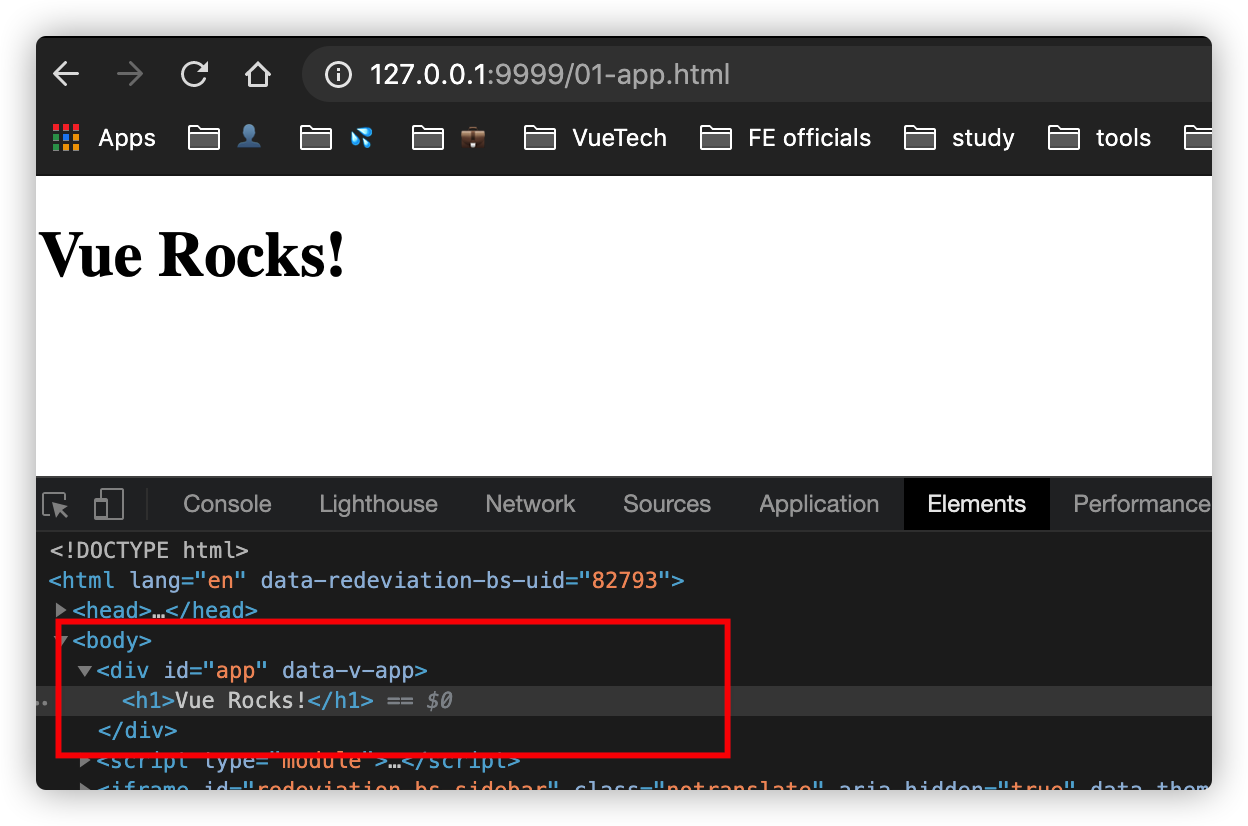 127.0.0.1:9999/01-app.html
Apps VueTech FE officials study tools
Vue Rocks!
Console Lighthouse Network Sources Application Elements Performance
<!DOCTYPE html>
<html lang="en" data-redeviation-bs-uid="82793">
<head>…</head>
<body>
<div id="app" data-v-app>
<h1>Vue Rocks!</h1> == $0
</div>
<script type="module">…</script>
<iframe id="redeviation-bs-sidebar" class="notranslate" aria-hidden="true" data-them